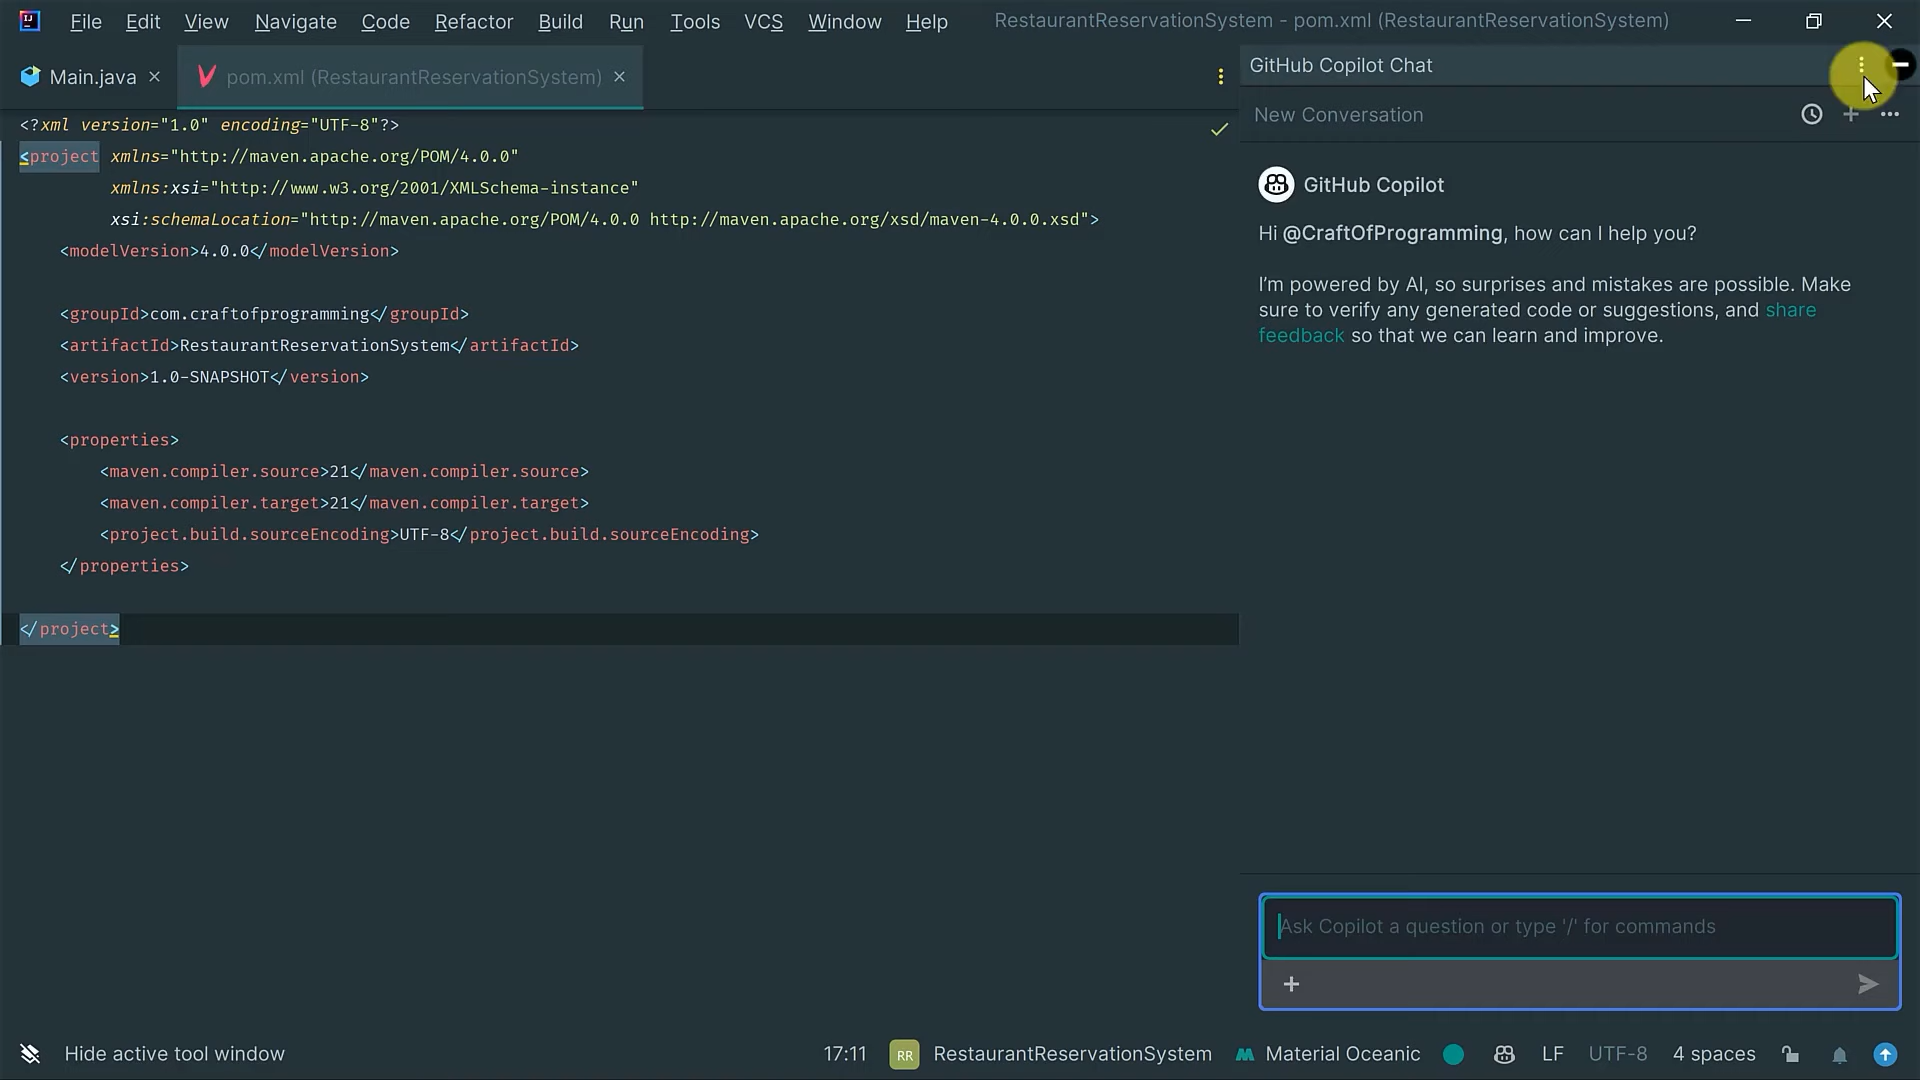 File Edit View Navigate Code Refactor Build Run Tools VCS Window Help RestaurantReservationSystem - pom.xml (RestaurantReservationSystem)
Main.java pom.xml (RestaurantReservationSystem)
<?xml version="1.0" encoding="UTF-8"?>
<project xmlns="http://maven.apache.org/POM/4.0.0"
xmlns:xsi="http://www.w3.org/2001/XMLSchema-instance"
xsi:schemaLocation="http://maven.apache.org/POM/4.0.0 http://maven.apache.org/xsd/maven-4.0.0.xsd">
<modelVersion>4.0.0</modelVersion>
<groupId>com.craftofprogramming</groupId>
<artifactId>RestaurantReservationSystem</artifactId>
<version>1.0-SNAPSHOT</version>
<properties>
<maven.compiler.source>21</maven.compiler.source>
<maven.compiler.target>21</maven.compiler.target>
<project.build.sourceEncoding>UTF-8</project.build.sourceEncoding>
</properties>
</project>
GitHub Copilot Chat
New Conversation
GitHub Copilot
Hi @CraftOfProgramming, how can I help you?
I'm powered by AI, so surprises and mistakes are possible. Make
sure to verify any generated code or suggestions, and share
feedback so that we can learn and improve.
Ask Copilot a question or type '/' for commands
Hide active tool window 17:11 RR RestaurantReservationSystem Material Oceanic LF UTF-8 4 spaces